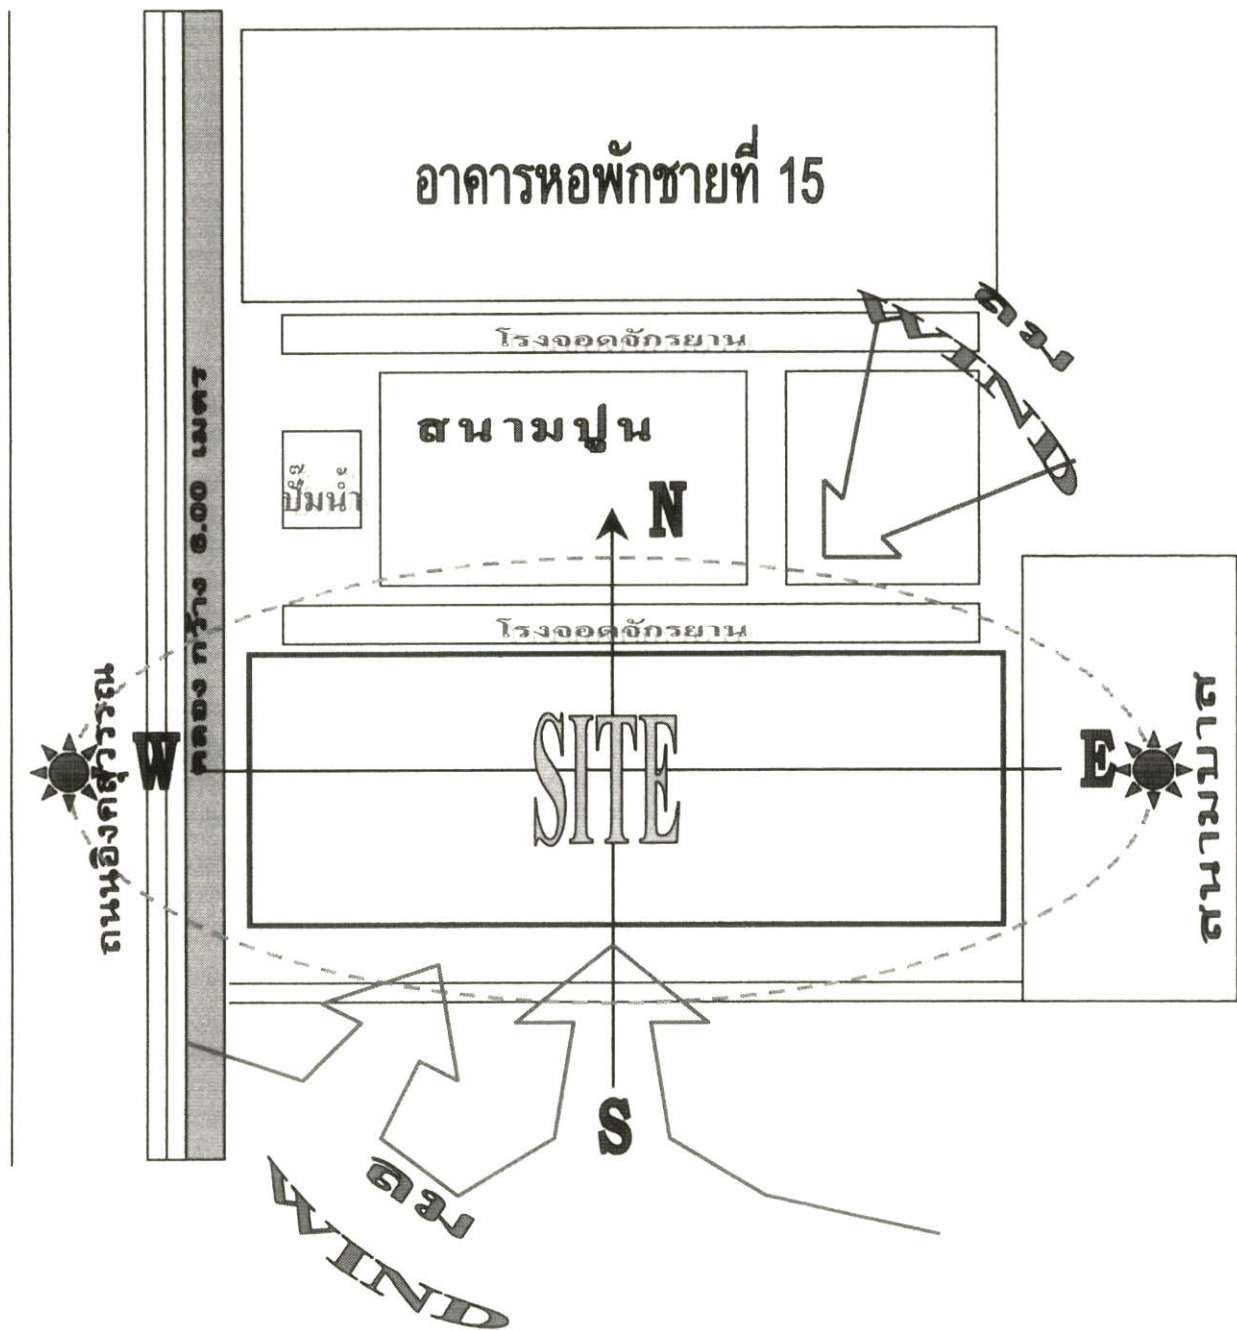 อาคารหอพักชายที่ 15
ลม
WIND
โรงจอดจักรยาน
สนามปูน
ปั๊มน้ำ
N
โรงจอดจักรยาน
คลอง กว้าง 6.00 เมตร
ถนนอิงคสุวรรณ
W
SITE
E
สนามบาส
S
ลม
WIND